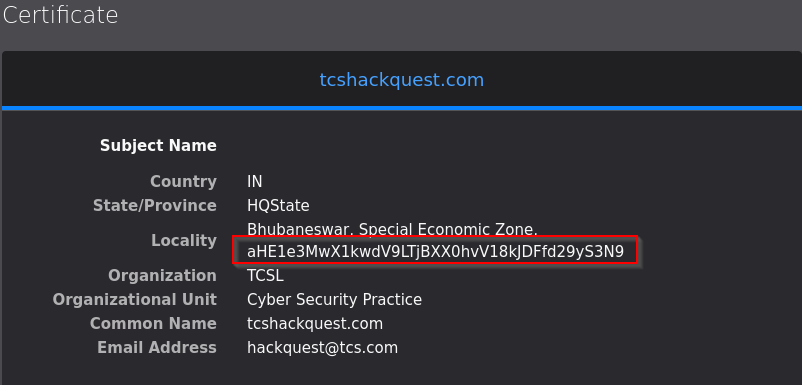 Certificate
tcshackquest.com
Subject Name
Country IN
State/Province HQState
Locality Bhubaneswar, Special Economic Zone,
aHE1e3MwX1kwdV9LTjBXX0hvV18kJDFfd29yS3N9
Organization TCSL
Organizational Unit Cyber Security Practice
Common Name tcshackquest.com
Email Address hackquest@tcs.com